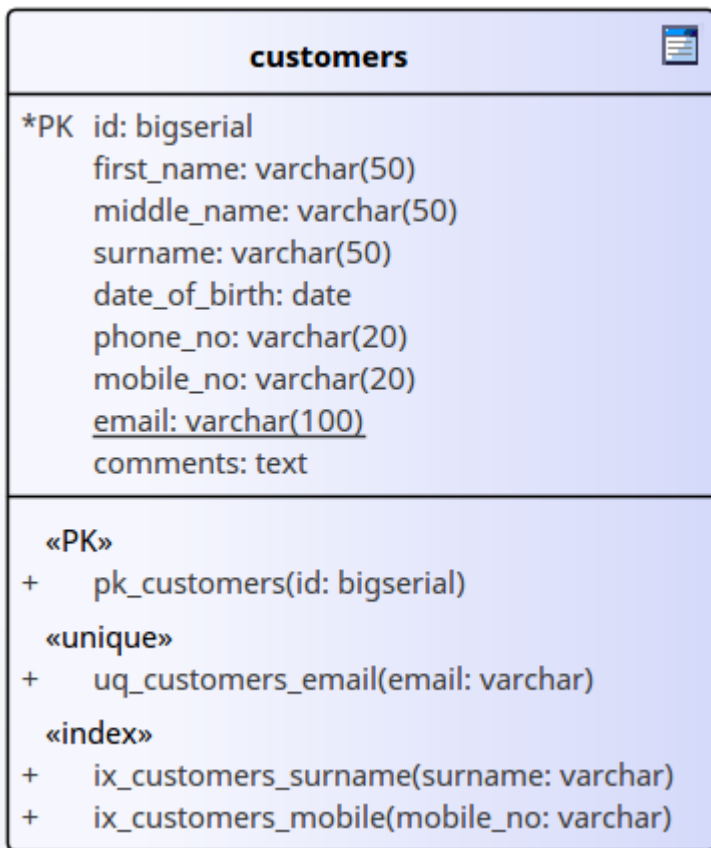 customers
*PK id: bigserial
first_name: varchar(50)
middle_name: varchar(50)
surname: varchar(50)
date_of_birth: date
phone_no: varchar(20)
mobile_no: varchar(20)
email: varchar(100)
comments: text
«PK»
+ pk_customers(id: bigserial)
«unique»
+ uq_customers_email(email: varchar)
«index»
+ ix_customers_surname(surname: varchar)
+ ix_customers_mobile(mobile_no: varchar)